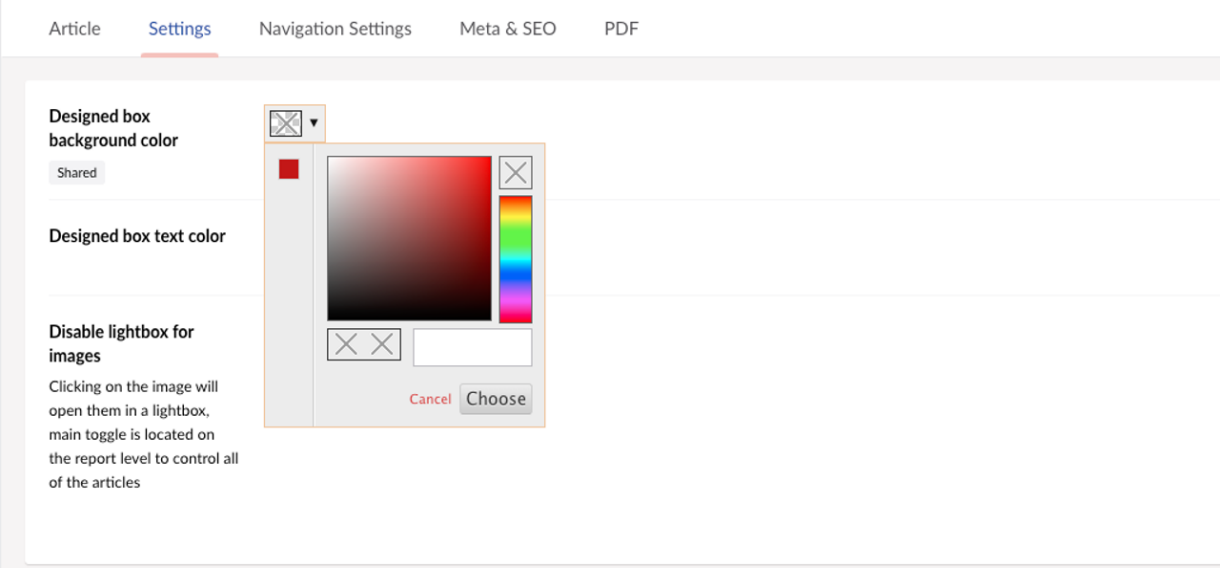 Article Settings Navigation Settings Meta & SEO PDF
Designed box
background color
Shared
Designed box text color
Disable lightbox for
images
Clicking on the image will
open them in a lightbox,
main toggle is located on
the report level to control all
of the articles
Cancel Choose